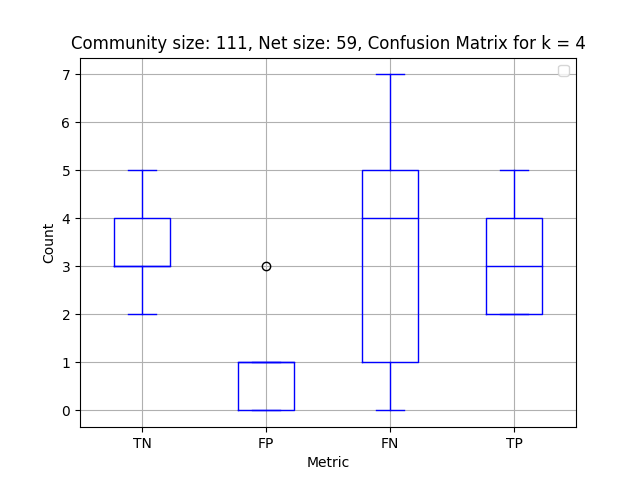 Community size: 111, Net size: 59, Confusion Matrix for k = 4
7
6
5
4
3
2
1
0
Count
TN
FP
FN
TP
Metric